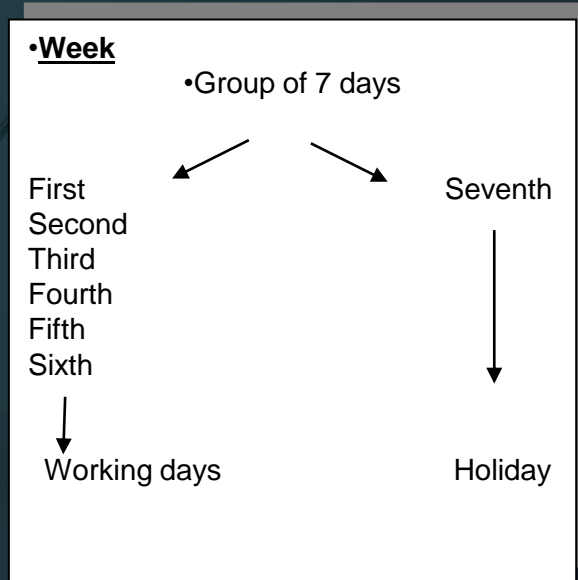 •Week
•Group of 7 days
First
Second
Third
Fourth
Fifth
Sixth
Seventh
Working days
Holiday